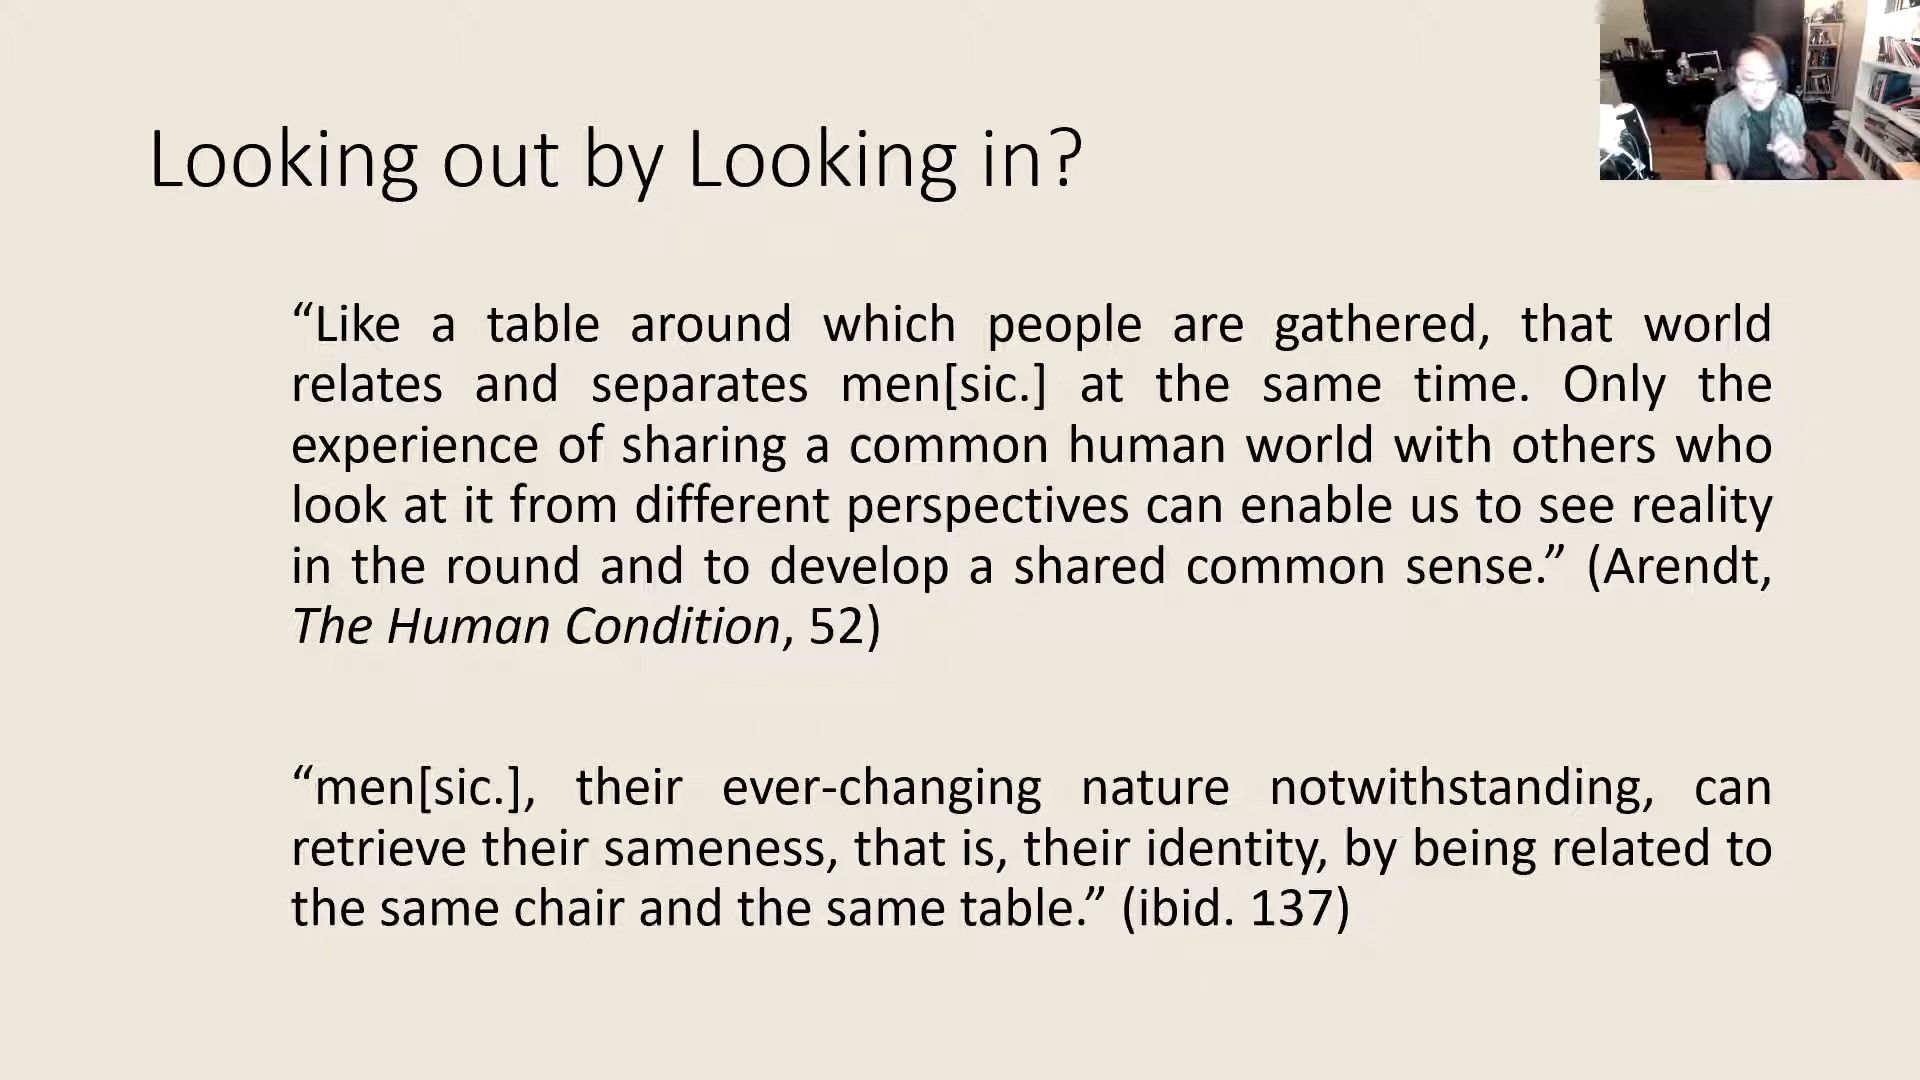 Looking out by Looking in?
“Like a table around which people are gathered, that world
relates and separates men[sic.] at the same time. Only the
experience of sharing a common human world with others who
look at it from different perspectives can enable us to see reality
in the round and to develop a shared common sense.” (Arendt,
The Human Condition, 52)
“men[sic.], their ever-changing nature notwithstanding, can
retrieve their sameness, that is, their identity, by being related to
the same chair and the same table.” (ibid. 137)